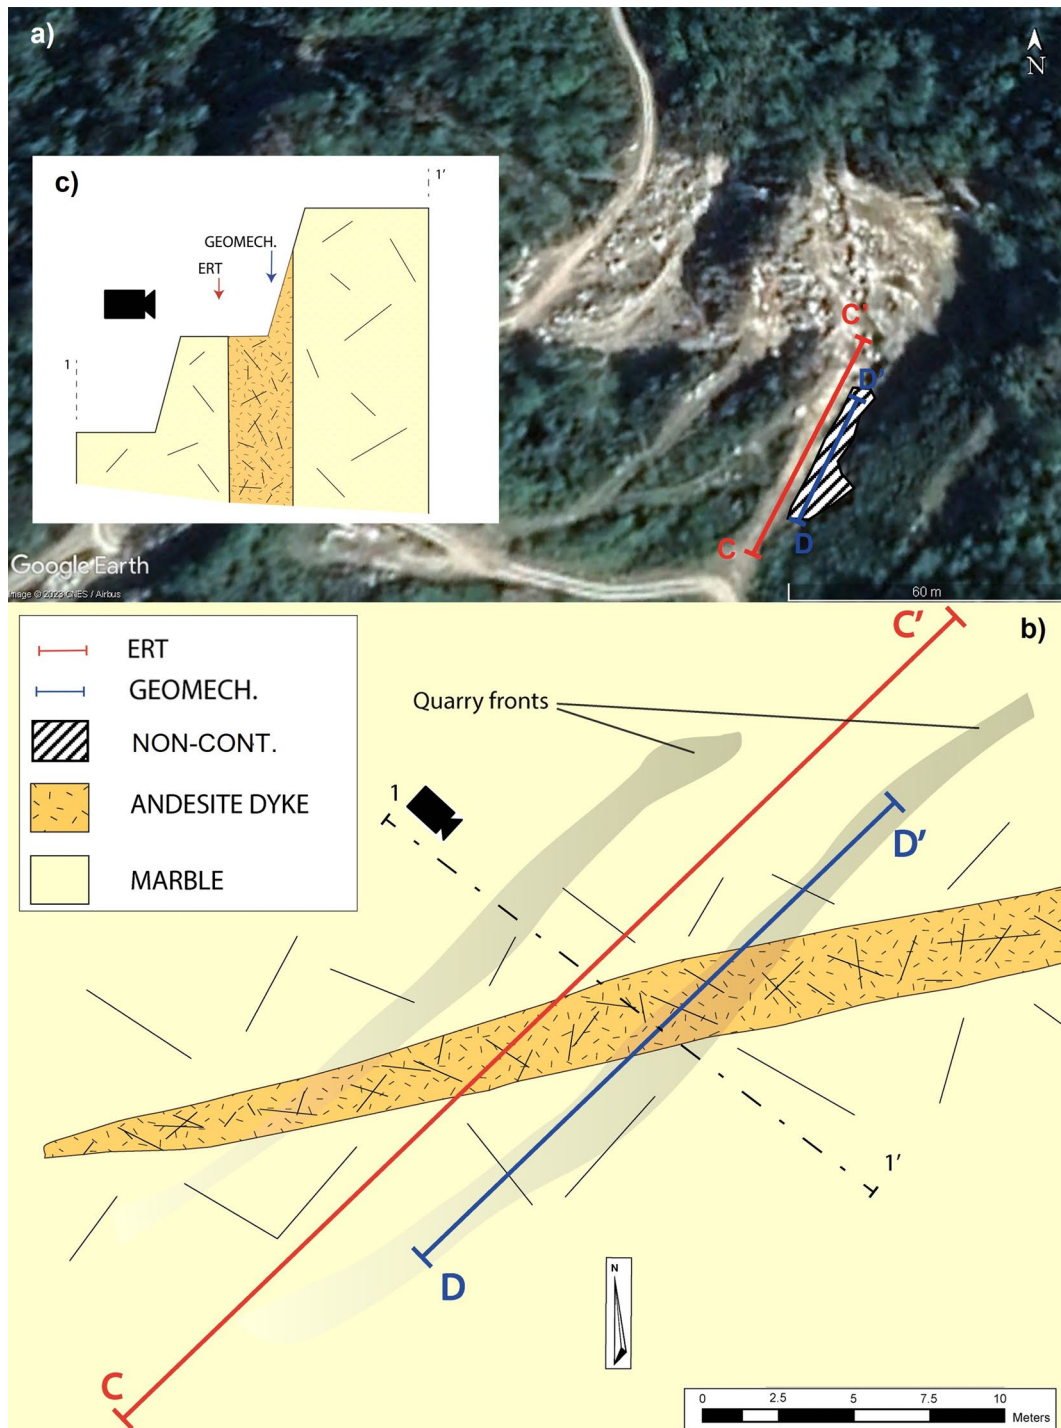 a)
N
c)
1'
GEOMECH.
ERT
1
C'
D'
C
D
Google Earth
Image © 2023 CNES / Airbus
60 m
b)
C'
ERT
GEOMECH.
NON-CONT.
ANDESITE DYKE
MARBLE
Quarry fronts
1
D'
1'
D
N
C
0 2.5 5 7.5 10
Meters